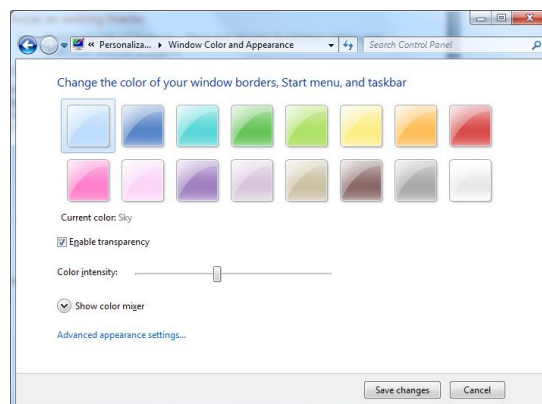 « Personaliza... ▸ Window Color and Appearance
Search Control Panel
Change the color of your window borders, Start menu, and taskbar
Current color: Sky
Enable transparency
Color intensity:
Show color mixer
Advanced appearance settings...
Save changes
Cancel